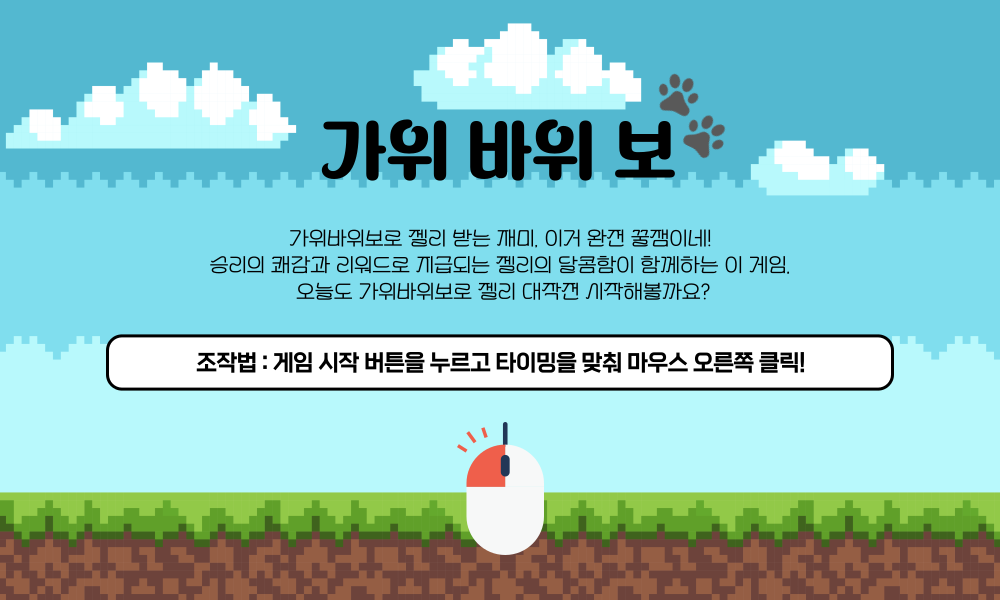 가위 바위 보
가위바위보로 젤리 받는 재미, 이거 완전 꿀잼이네!
승리의 쾌감과 리워드로 지급되는 젤리의 달콤함이 함께하는 이 게임,
오늘도 가위바위보로 젤리 대작전 시작해볼까요?
조작법 : 게임 시작 버튼을 누르고 타이밍을 맞춰 마우스 오른쪽 클릭!